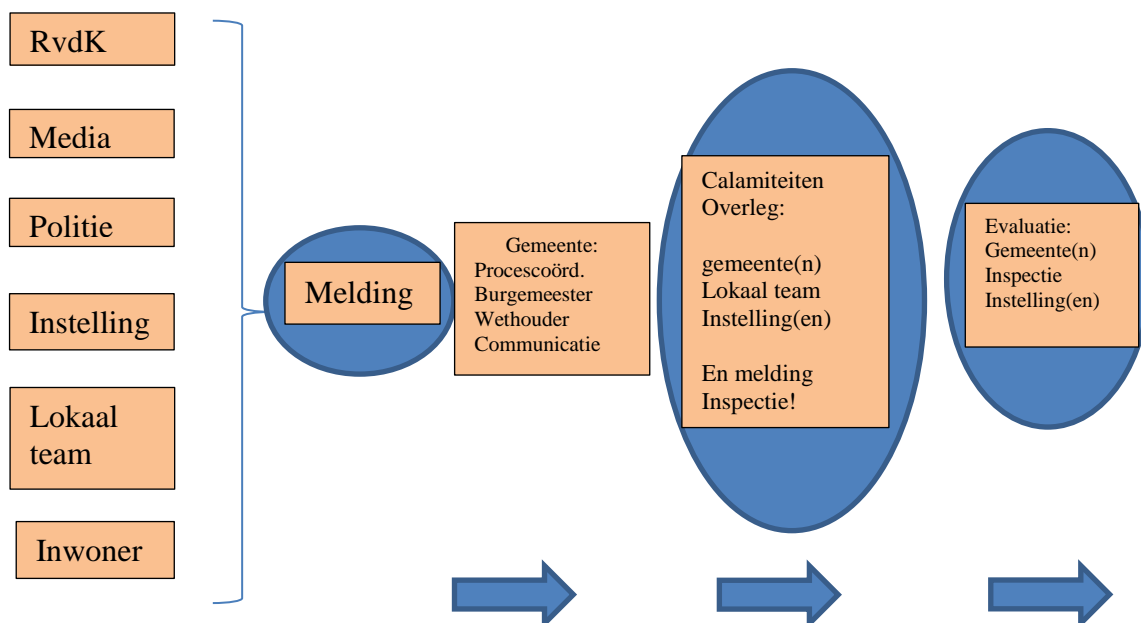 RvdK
Media
Politie
Instelling
Lokaal
team
Inwoner
Melding
Gemeente:
Procescoörd.
Burgemeester
Wethouder
Communicatie
Calamiteiten
Overleg:
gemeente(n)
Lokaal team
Instelling(en)
En melding
Inspectie!
Evaluatie:
Gemeente(n)
Inspectie
Instelling(en)